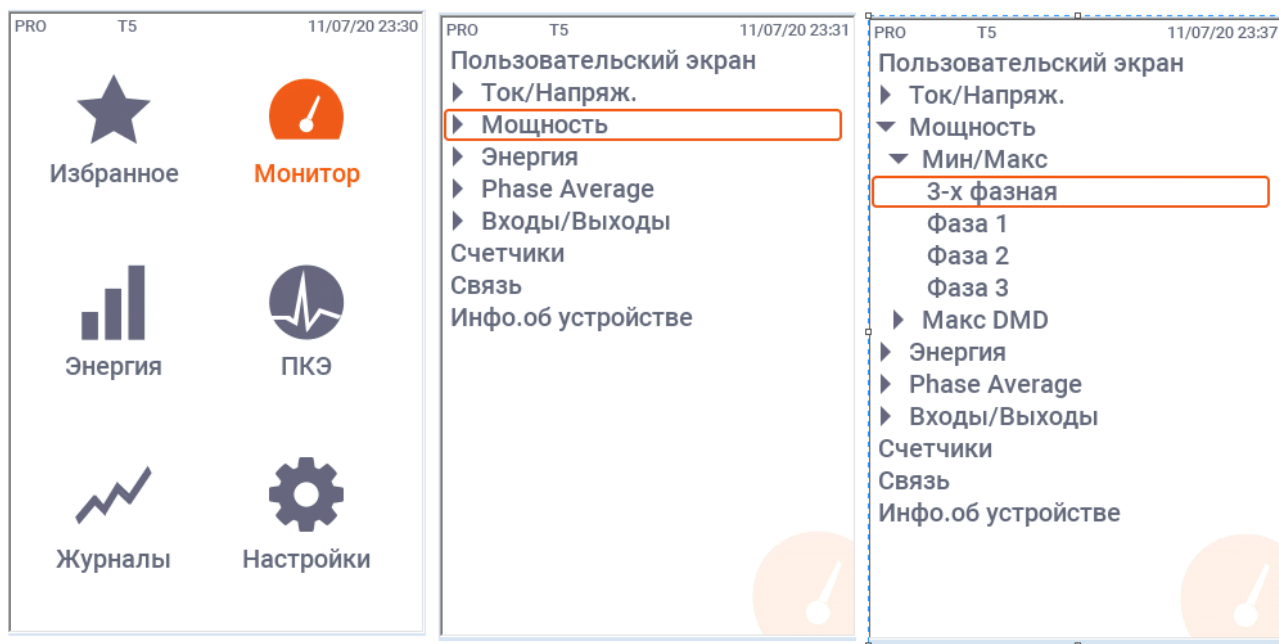 PRO T5 11/07/20 23:30
Избранное Монитор
Энергия ПКЭ
Журналы Настройки
PRO T5 11/07/20 23:31
Пользовательский экран
Ток/Напряж.
Мощность
Энергия
Phase Average
Входы/Выходы
Счетчики
Связь
Инфо.об устройстве
PRO T5 11/07/20 23:37
Пользовательский экран
Ток/Напряж.
Мощность
Мин/Макс
3-х фазная
Фаза 1
Фаза 2
Фаза 3
Макс DMD
Энергия
Phase Average
Входы/Выходы
Счетчики
Связь
Инфо.об устройстве